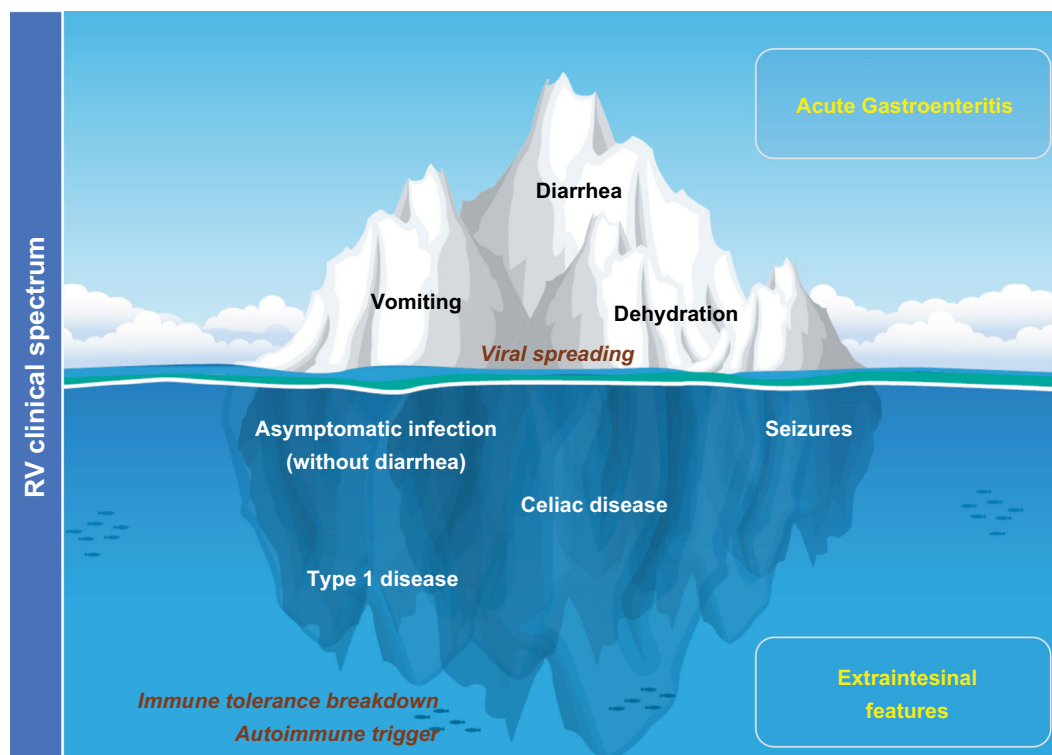 RV clinical spectrum
Acute Gastroenteritis
Diarrhea
Vomiting
Dehydration
Viral spreading
Asymptomatic infection
(without diarrhea)
Seizures
Celiac disease
Type 1 disease
Immune tolerance breakdown
Autoimmune trigger
Extraintesinal
features